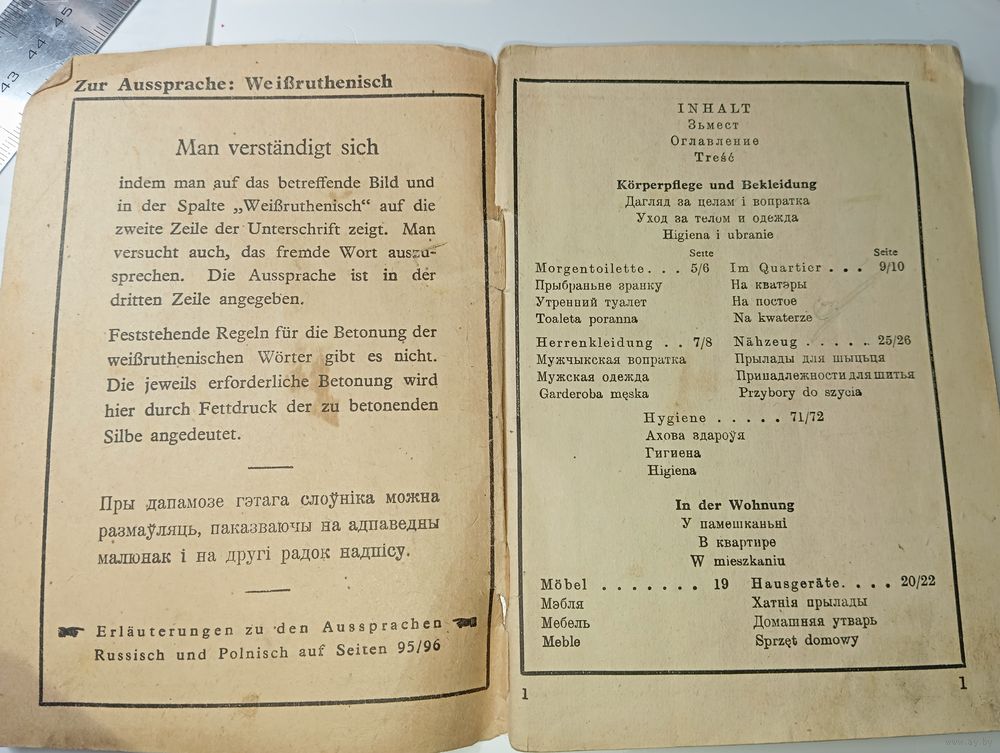 43 44 45
Zur Aussprache: Weißruthenisch
Man verständigt sich
indem man auf das betreffende Bild und
in der Spalte „Weißruthenisch“ auf die
zweite Zeile der Unterschrift zeigt. Man
versucht auch, das fremde Wort auszu-
sprechen. Die Aussprache ist in der
dritten Zeile angegeben.
Feststehende Regeln für die Betonung der
weißruthenischen Wörter gibt es nicht.
Die jeweils erforderliche Betonung wird
hier durch Fettdruck der zu betonenden
Silbe angedeutet.
Пры дапамозе гэтага слоўніка можна
размаўляць, паказваючы на адпаведны
малюнак і на другі радок надпісу.
Erläuterungen zu den Aussprachen
Russisch und Polnisch auf Seiten 95/96
INHALT
Зьмест
Оглавление
Treść
Körperpflege und Bekleidung
Дагляд за целам і вопратка
Уход за телом и одежда
Higiena i ubranie
Seite
Morgentoilette. . . 5/6
Прыбраньне зранку
Утренний туалет
Toaleta poranna
Herrenkleidung . . 7/8
Мужчыкская вопратка
Мужская одежда
Garderoba męska
Seite
Im Quartier . . . 9/10
На кватэры
На постое
Na kwaterze
Nähzeug . . . . . . 25/26
Прылады для шыцьця
Принадлежности для шитья
Przybory do szycia
Hygiene . . . . . 71/72
Ахова здароўя
Гигиена
Higiena
In der Wohnung
У памешканьні
В квартире
W mieszkaniu
Möbel . . . . . . . 19
Мэбля
Мебель
Meble
Hausgeräte. . . . 20/22
Хатнія прылады
Домашняя утварь
Sprzęt domowy
1
1
www.ay.by